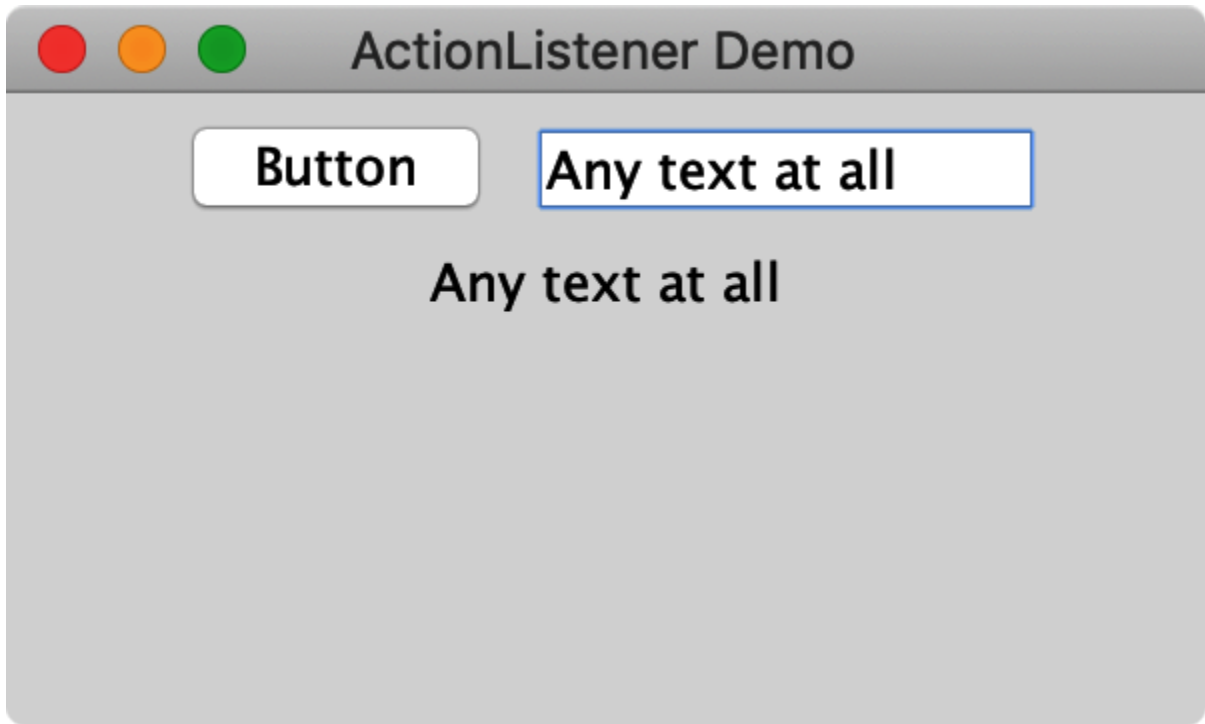 ActionListener Demo
Button Any text at all
Any text at all